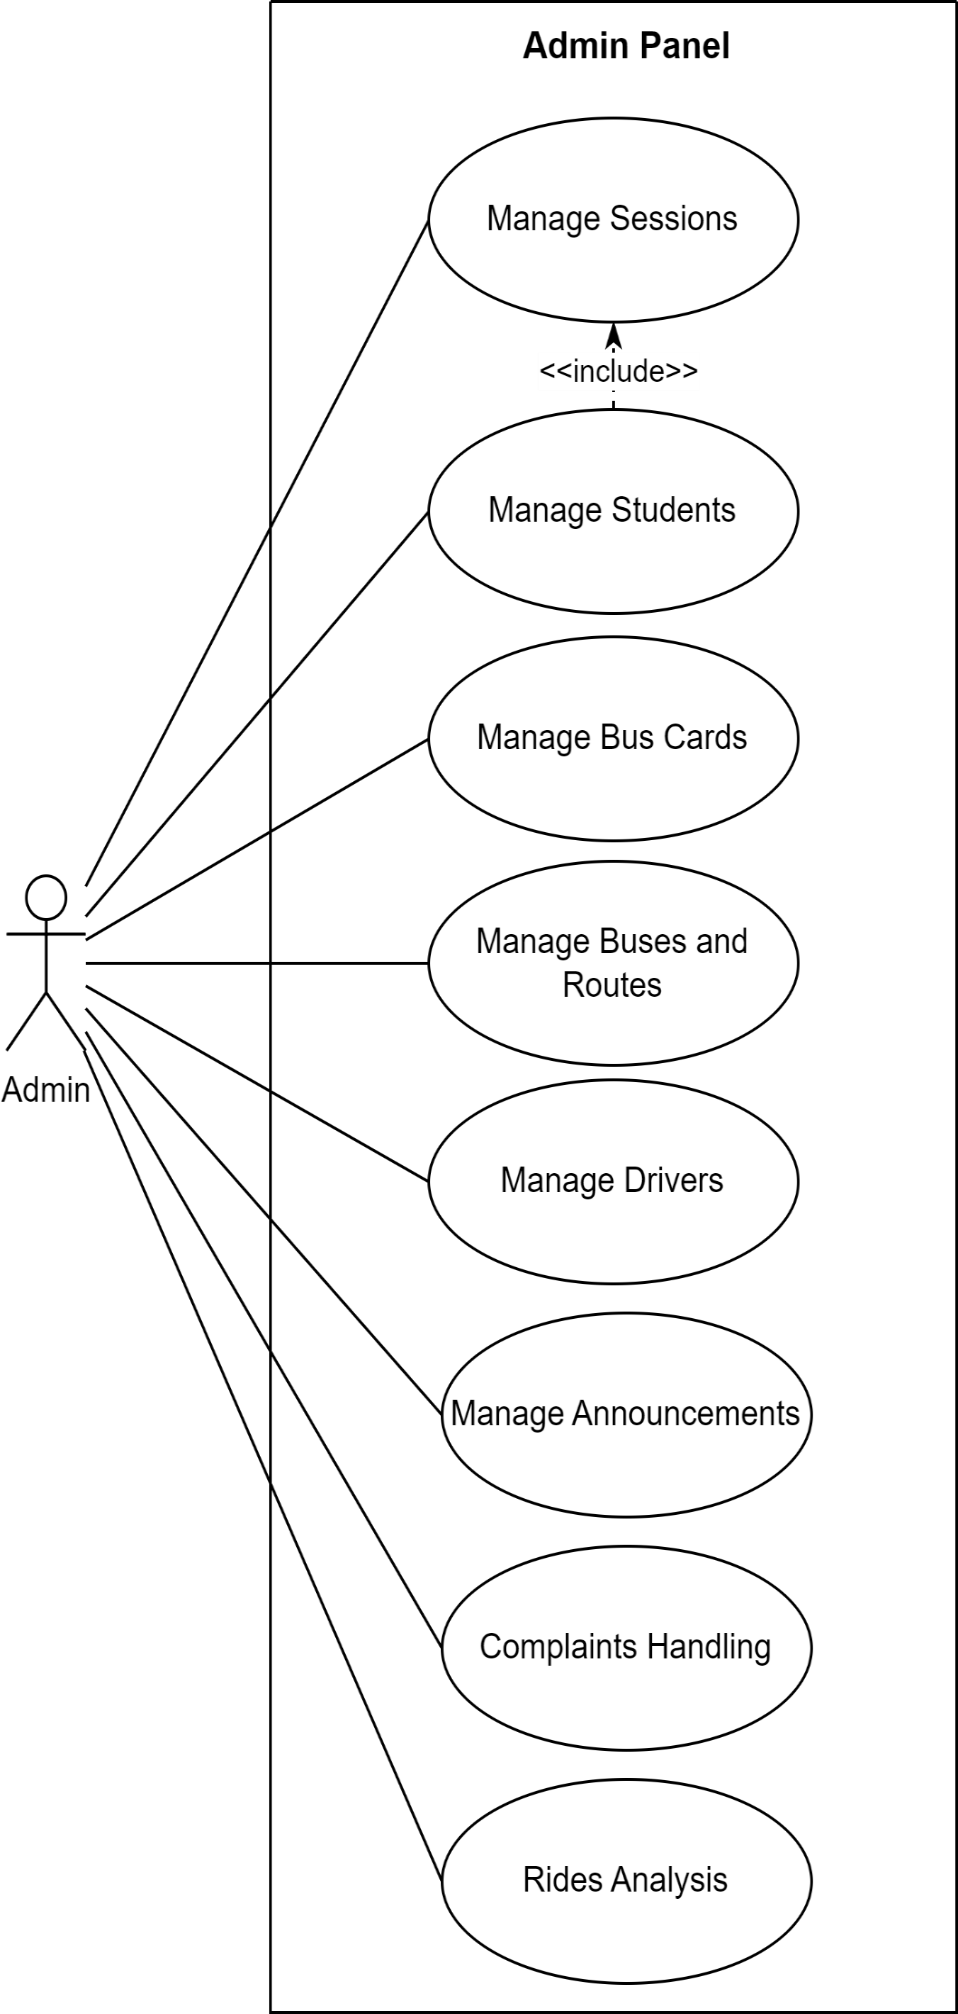 Admin Panel
Manage Sessions
<<include>>
Manage Students
Manage Bus Cards
Manage Buses and
Routes
Admin
Manage Drivers
Manage Announcements
Complaints Handling
Rides Analysis